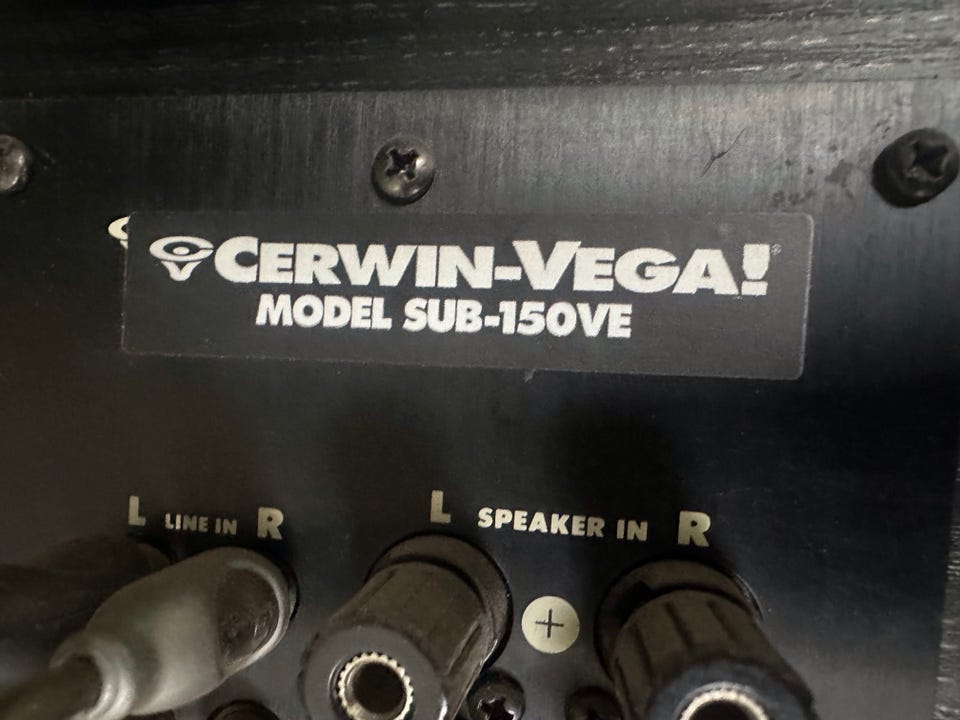 CERWIN-VEGA!
MODEL SUB-150VE
L LINE IN R
L SPEAKER IN R
+